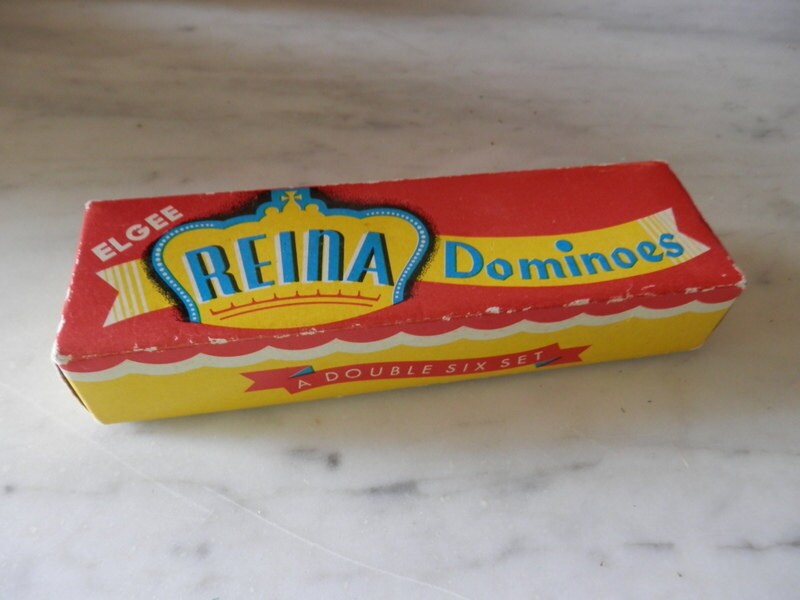 ELGEE
REINA
Dominoes
A DOUBLE SIX SET